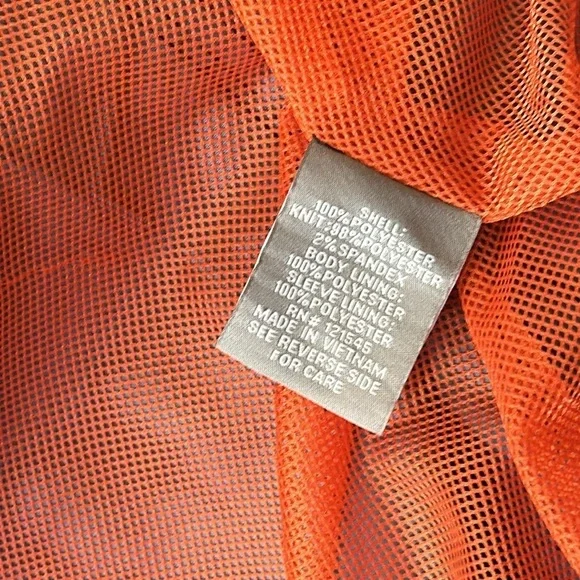 SHELL:
100%POLYESTER
KNIT:98%POLYESTER
2% SPANDEX
BODY LINING:
100%POLYESTER
SLEEVE LINING:
100%POLYESTER
RN# 121545
MADE IN VIETNAM
SEE REVERSE SIDE
FOR CARE